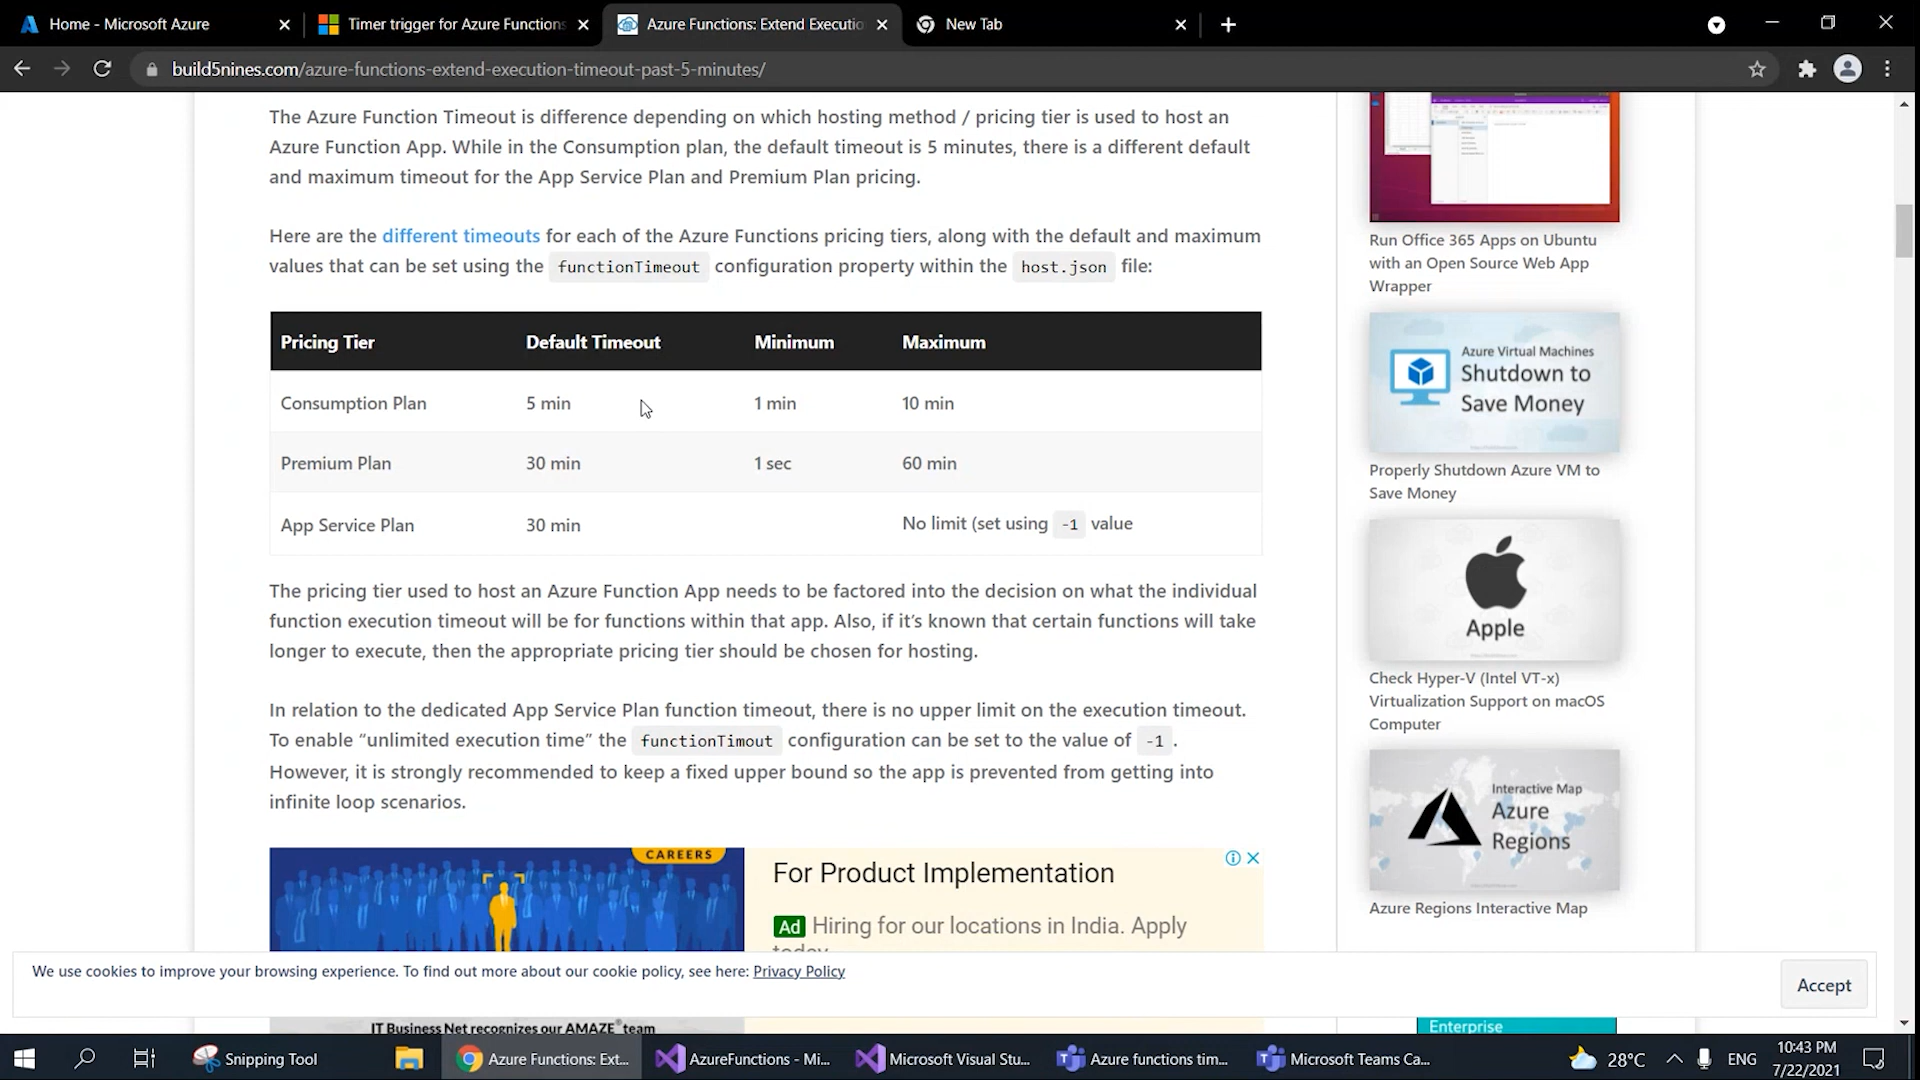 Home - Microsoft Azure
Timer trigger for Azure Functions
Azure Functions: Extend Executio
New Tab
build5nines.com/azure-functions-extend-execution-timeout-past-5-minutes/
The Azure Function Timeout is difference depending on which hosting method / pricing tier is used to host an
Azure Function App. While in the Consumption plan, the default timeout is 5 minutes, there is a different default
and maximum timeout for the App Service Plan and Premium Plan pricing.
Here are the different timeouts for each of the Azure Functions pricing tiers, along with the default and maximum
values that can be set using the functionTimeout configuration property within the host.json file:
Pricing Tier Default Timeout Minimum Maximum
Consumption Plan 5 min 1 min 10 min
Premium Plan 30 min 1 sec 60 min
App Service Plan 30 min No limit (set using -1 value
The pricing tier used to host an Azure Function App needs to be factored into the decision on what the individual
function execution timeout will be for functions within that app. Also, if it's known that certain functions will take
longer to execute, then the appropriate pricing tier should be chosen for hosting.
In relation to the dedicated App Service Plan function timeout, there is no upper limit on the execution timeout.
To enable “unlimited execution time” the functionTimout configuration can be set to the value of -1 .
However, it is strongly recommended to keep a fixed upper bound so the app is prevented from getting into
infinite loop scenarios.
CAREERS
For Product Implementation
Ad Hiring for our locations in India. Apply
today
IT Business Net recognizes our AMAZE® team
Run Office 365 Apps on Ubuntu
with an Open Source Web App
Wrapper
Azure Virtual Machines
Shutdown to
Save Money
Properly Shutdown Azure VM to
Save Money
Apple
Check Hyper-V (Intel VT-x)
Virtualization Support on macOS
Computer
Interactive Map
Azure
Regions
Azure Regions Interactive Map
Enterprise
We use cookies to improve your browsing experience. To find out more about our cookie policy, see here: Privacy Policy
Accept
Snipping Tool
Azure Functions: Ext...
AzureFunctions - Mi...
Microsoft Visual Stu...
Azure functions tim...
Microsoft Teams Ca...
28°C
ENG
10:43 PM
7/22/2021